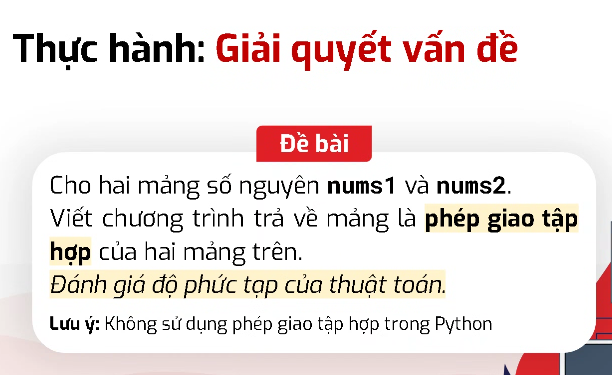 Thực hành: Giải quyết vấn đề
Đề bài
Cho hai mảng số nguyên nums1 và nums2.
Viết chương trình trả về mảng là phép giao tập
hợp của hai mảng trên.
Đánh giá độ phức tạp của thuật toán.
Lưu ý: Không sử dụng phép giao tập hợp trong Python